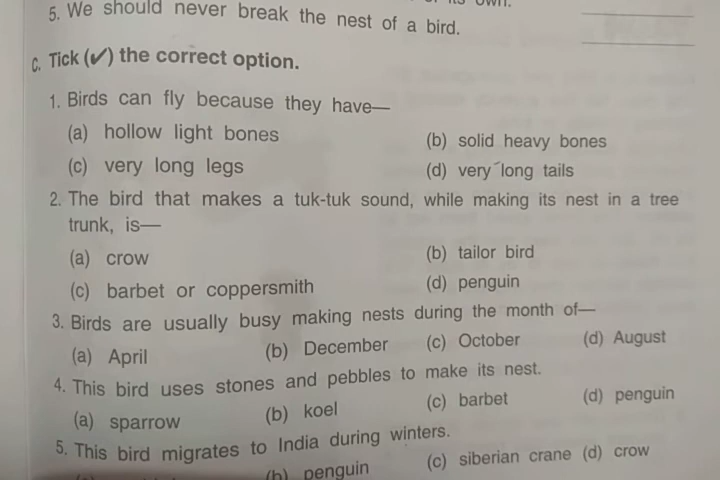 5. We should never break the nest of a bird.
C. Tick (✓) the correct option.
1. Birds can fly because they have—
(a) hollow light bones (b) solid heavy bones
(c) very long legs (d) very long tails
2. The bird that makes a tuk-tuk sound, while making its nest in a tree
trunk, is—
(a) crow (b) tailor bird
(c) barbet or coppersmith (d) penguin
3. Birds are usually busy making nests during the month of—
(a) April (b) December (c) October (d) August
4. This bird uses stones and pebbles to make its nest.
(a) sparrow (b) koel (c) barbet (d) penguin
5. This bird migrates to India during winters.
(b) penguin (c) siberian crane (d) crow